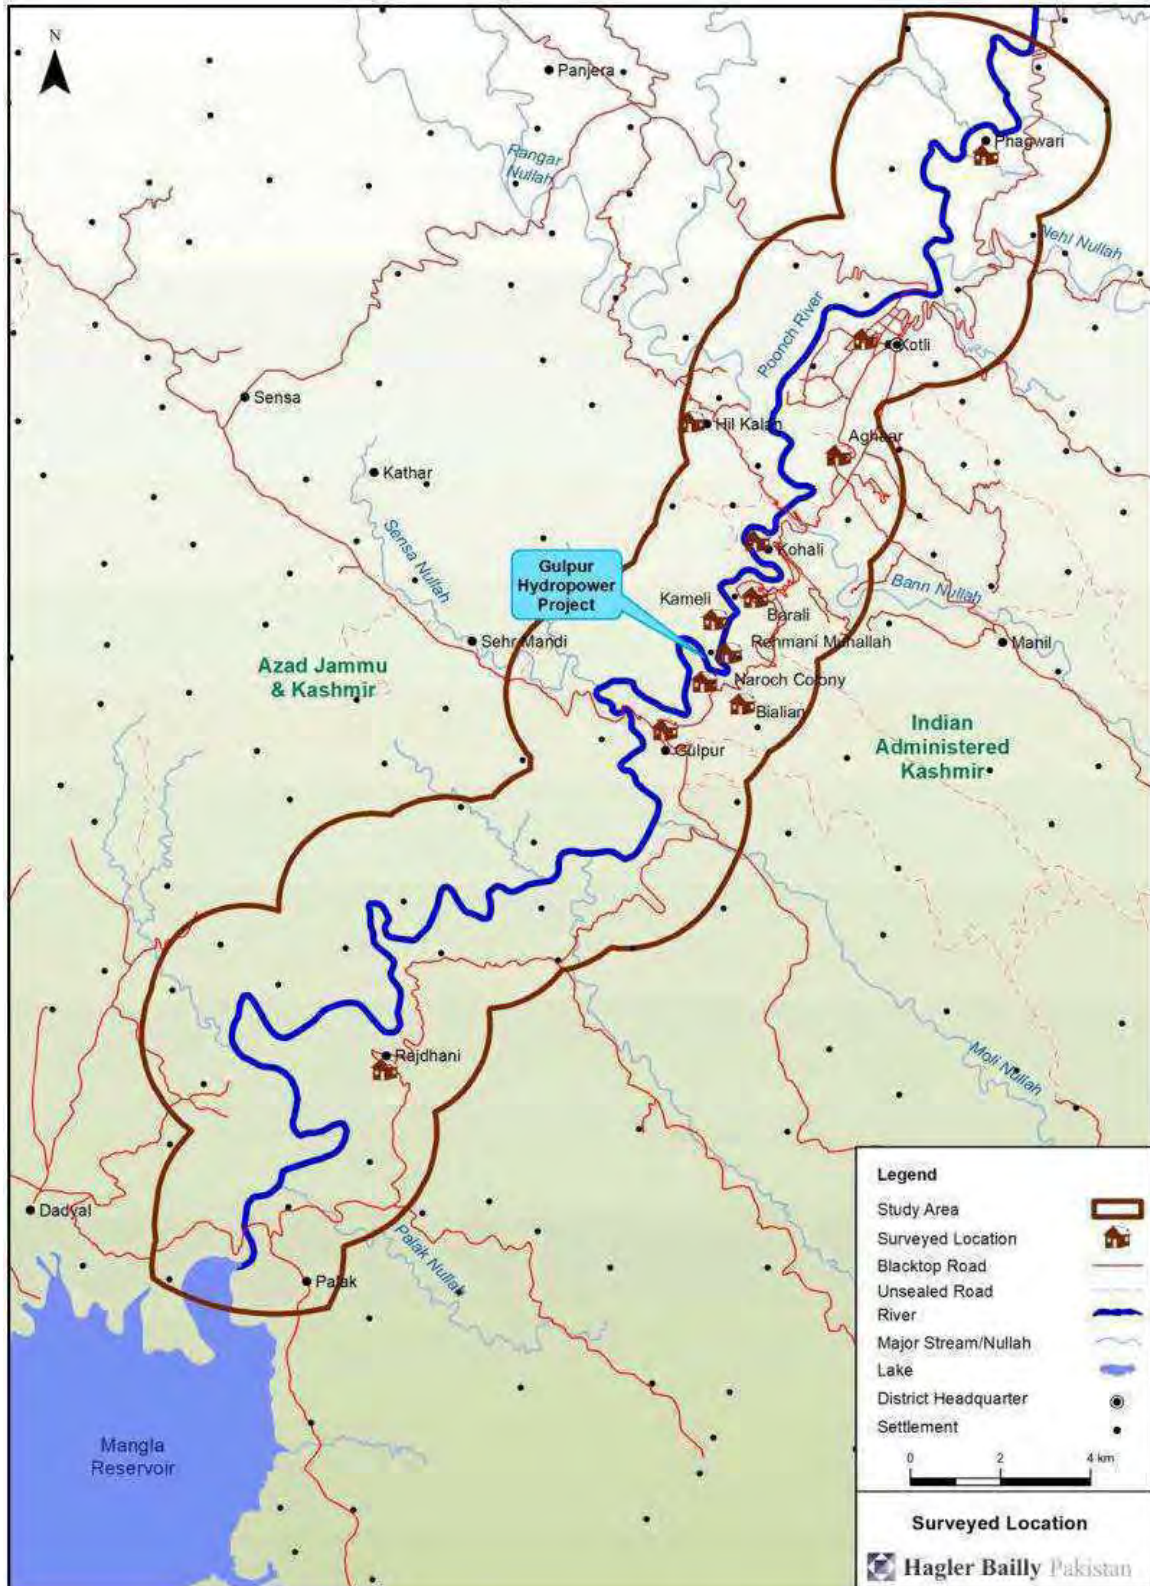 N
Panjera
Rangar
Nullah
Phagwari
Nehl Nullah
Poonch River
Kotli
Sensa
Hil Kalan
Aghaar
Kathar
Sensa Nullah
Kohali
Gulpur
Hydropower
Project
Bann Nullah
Kameli
Barali
Sehr Mandi
Rehmani Muhallah
Manil
Azad Jammu
& Kashmir
Naroch Colony
Bialian
Indian
Administered
Kashmir
Gulpur
Rajdhani
Moli Nullah
Dadyal
Palak Nullah
Palak
Mangla
Reservoir
Legend
Study Area
Surveyed Location
Blacktop Road
Unsealed Road
River
Major Stream/Nullah
Lake
District Headquarter
Settlement
0 2 4 km
Surveyed Location
Hagler Bailly Pakistan